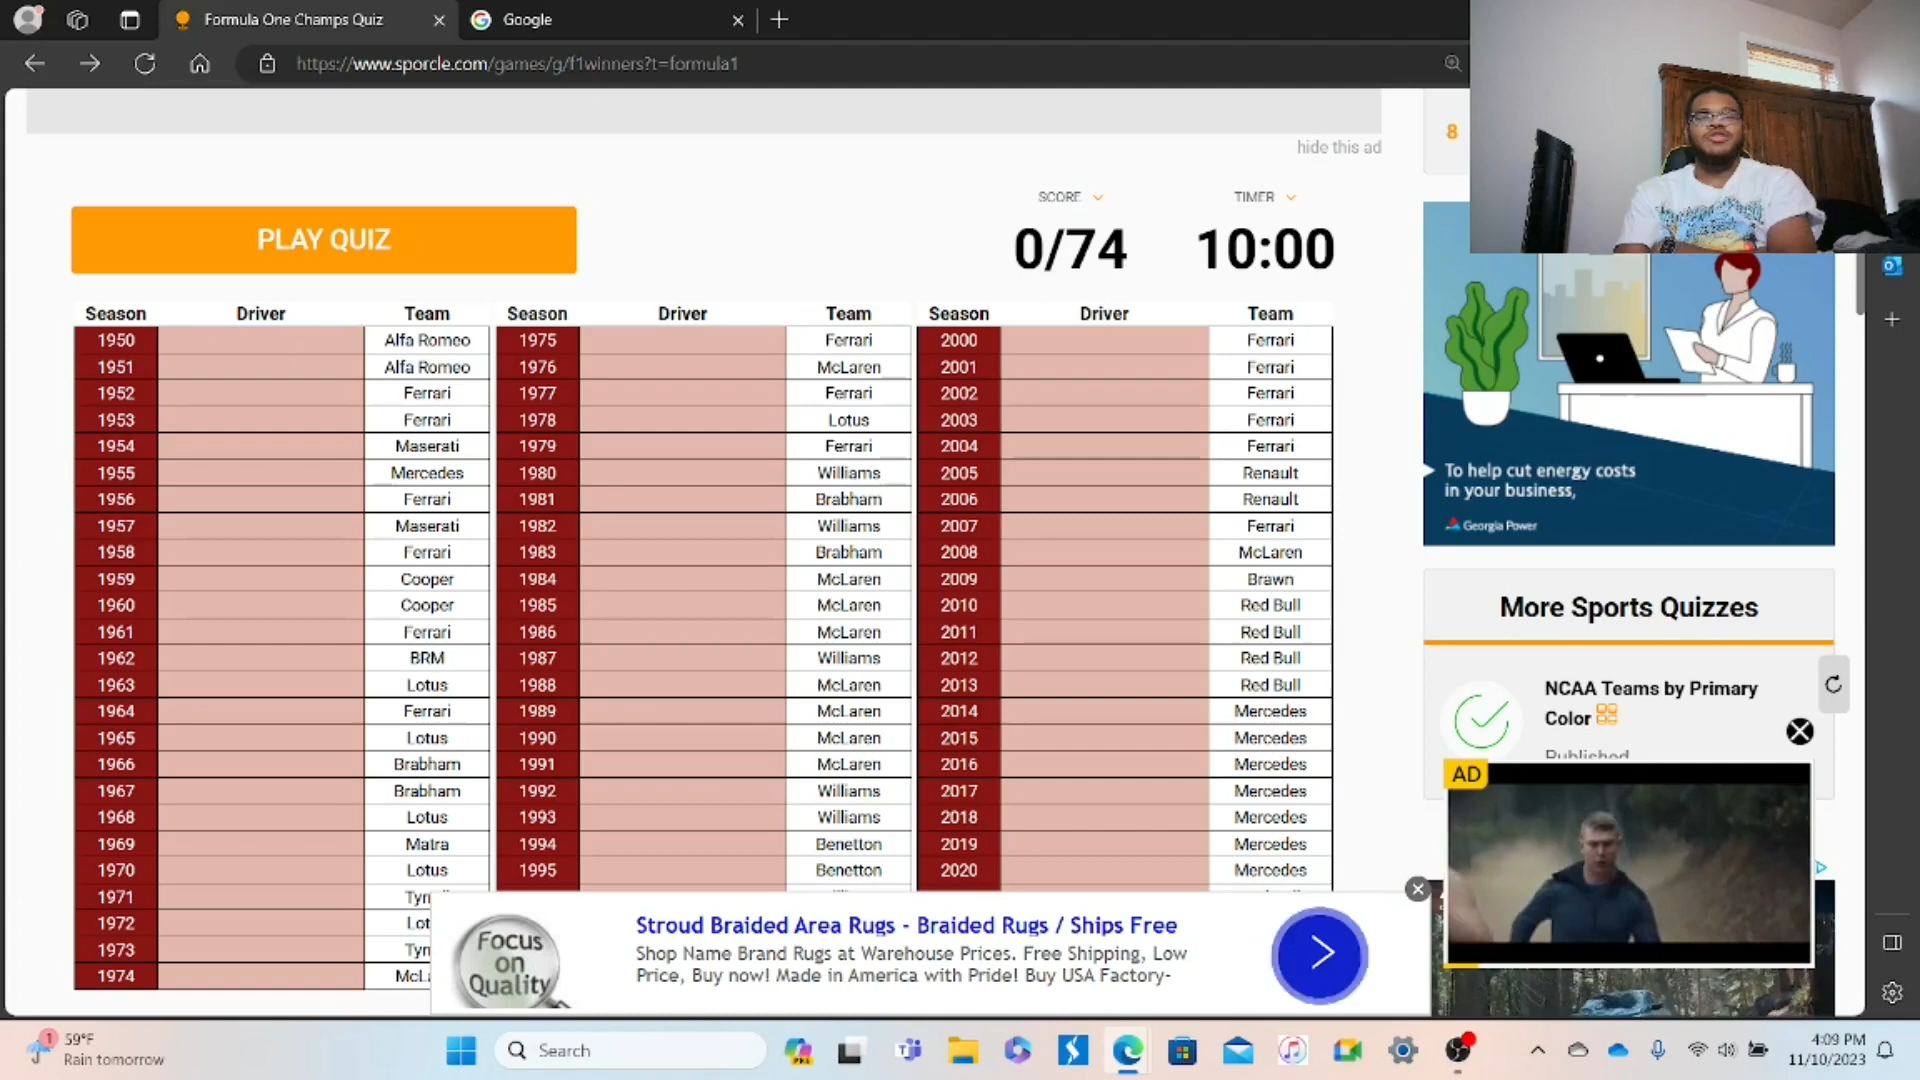 Formula One Champs Quiz
Google
https://www.sporcle.com/games/g/f1winners?t=formula1
hide this ad
8
PLAY QUIZ
SCORE
TIMER
0/74
10:00
Season Driver Team Season Driver Team Season Driver Team
1950 Alfa Romeo 1975 Ferrari 2000 Ferrari
1951 Alfa Romeo 1976 McLaren 2001 Ferrari
1952 Ferrari 1977 Ferrari 2002 Ferrari
1953 Ferrari 1978 Lotus 2003 Ferrari
1954 Maserati 1979 Ferrari 2004 Ferrari
1955 Mercedes 1980 Williams 2005 Renault
1956 Ferrari 1981 Brabham 2006 Renault
1957 Maserati 1982 Williams 2007 Ferrari
1958 Ferrari 1983 Brabham 2008 McLaren
1959 Cooper 1984 McLaren 2009 Brawn
1960 Cooper 1985 McLaren 2010 Red Bull
1961 Ferrari 1986 McLaren 2011 Red Bull
1962 BRM 1987 Williams 2012 Red Bull
1963 Lotus 1988 McLaren 2013 Red Bull
1964 Ferrari 1989 McLaren 2014 Mercedes
1965 Lotus 1990 McLaren 2015 Mercedes
1966 Brabham 1991 McLaren 2016 Mercedes
1967 Brabham 1992 Williams 2017 Mercedes
1968 Lotus 1993 Williams 2018 Mercedes
1969 Matra 1994 Benetton 2019 Mercedes
1970 Lotus 1995 Benetton 2020 Mercedes
1971
1972 Lot
1973
1974
To help cut energy costs
in your business,
Georgia Power
More Sports Quizzes
NCAA Teams by Primary
Color
Published
AD
Focus
on
Quality
Stroud Braided Area Rugs - Braided Rugs / Ships Free
Shop Name Brand Rugs at Warehouse Prices. Free Shipping, Low
Price, Buy now! Made in America with Pride! Buy USA Factory-
1
59°F
Rain tomorrow
Search
4:09 PM
11/10/2023